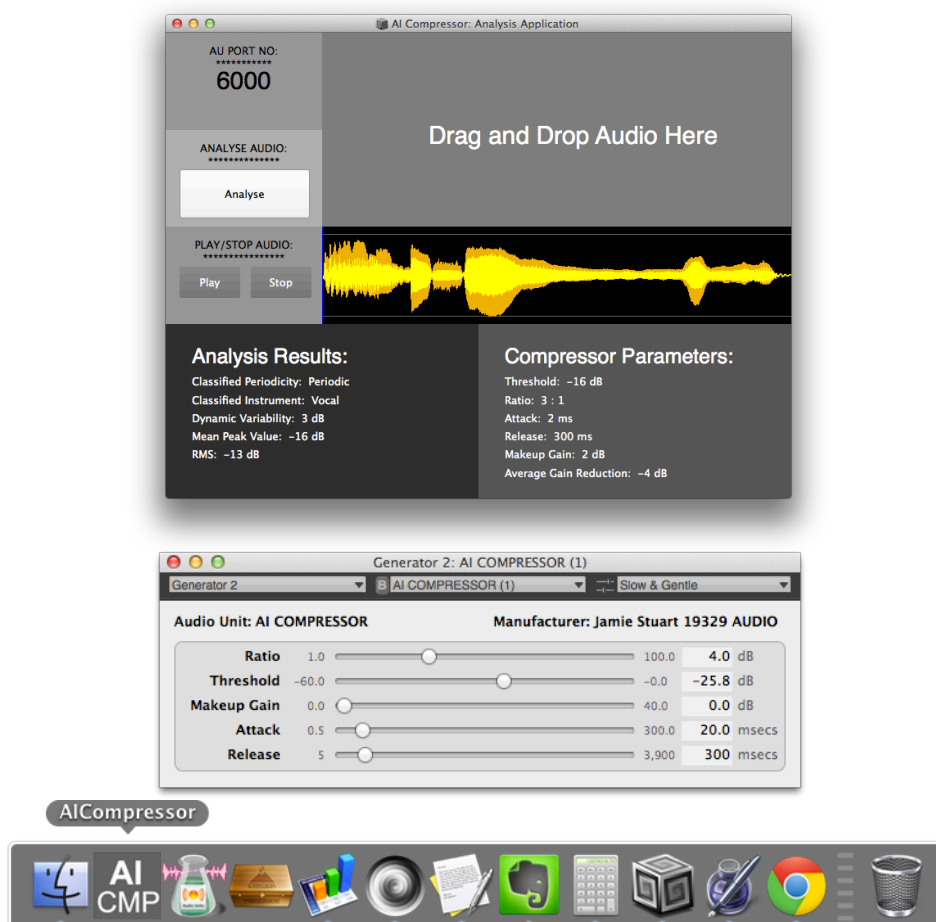 AI Compressor: Analysis Application
AU PORT NO:
***********
6000
Drag and Drop Audio Here
ANALYSE AUDIO:
**************
Analyse
PLAY/STOP AUDIO:
****************
Play Stop
Analysis Results:
Classified Periodicity: Periodic
Classified Instrument: Vocal
Dynamic Variability: 3 dB
Mean Peak Value: -16 dB
RMS: -13 dB
Compressor Parameters:
Threshold: -16 dB
Ratio: 3 : 1
Attack: 2 ms
Release: 300 ms
Makeup Gain: 2 dB
Average Gain Reduction: -4 dB
Generator 2: AI COMPRESSOR (1)
Generator 2 B AI COMPRESSOR (1) Slow & Gentle
Audio Unit: AI COMPRESSOR Manufacturer: Jamie Stuart 19329 AUDIO
Ratio 1.0 100.0 4.0 dB
Threshold -60.0 -0.0 -25.8 dB
Makeup Gain 0.0 40.0 0.0 dB
Attack 0.5 300.0 20.0 msecs
Release 5 3,900 300 msecs
AICompressor
AI
CMP